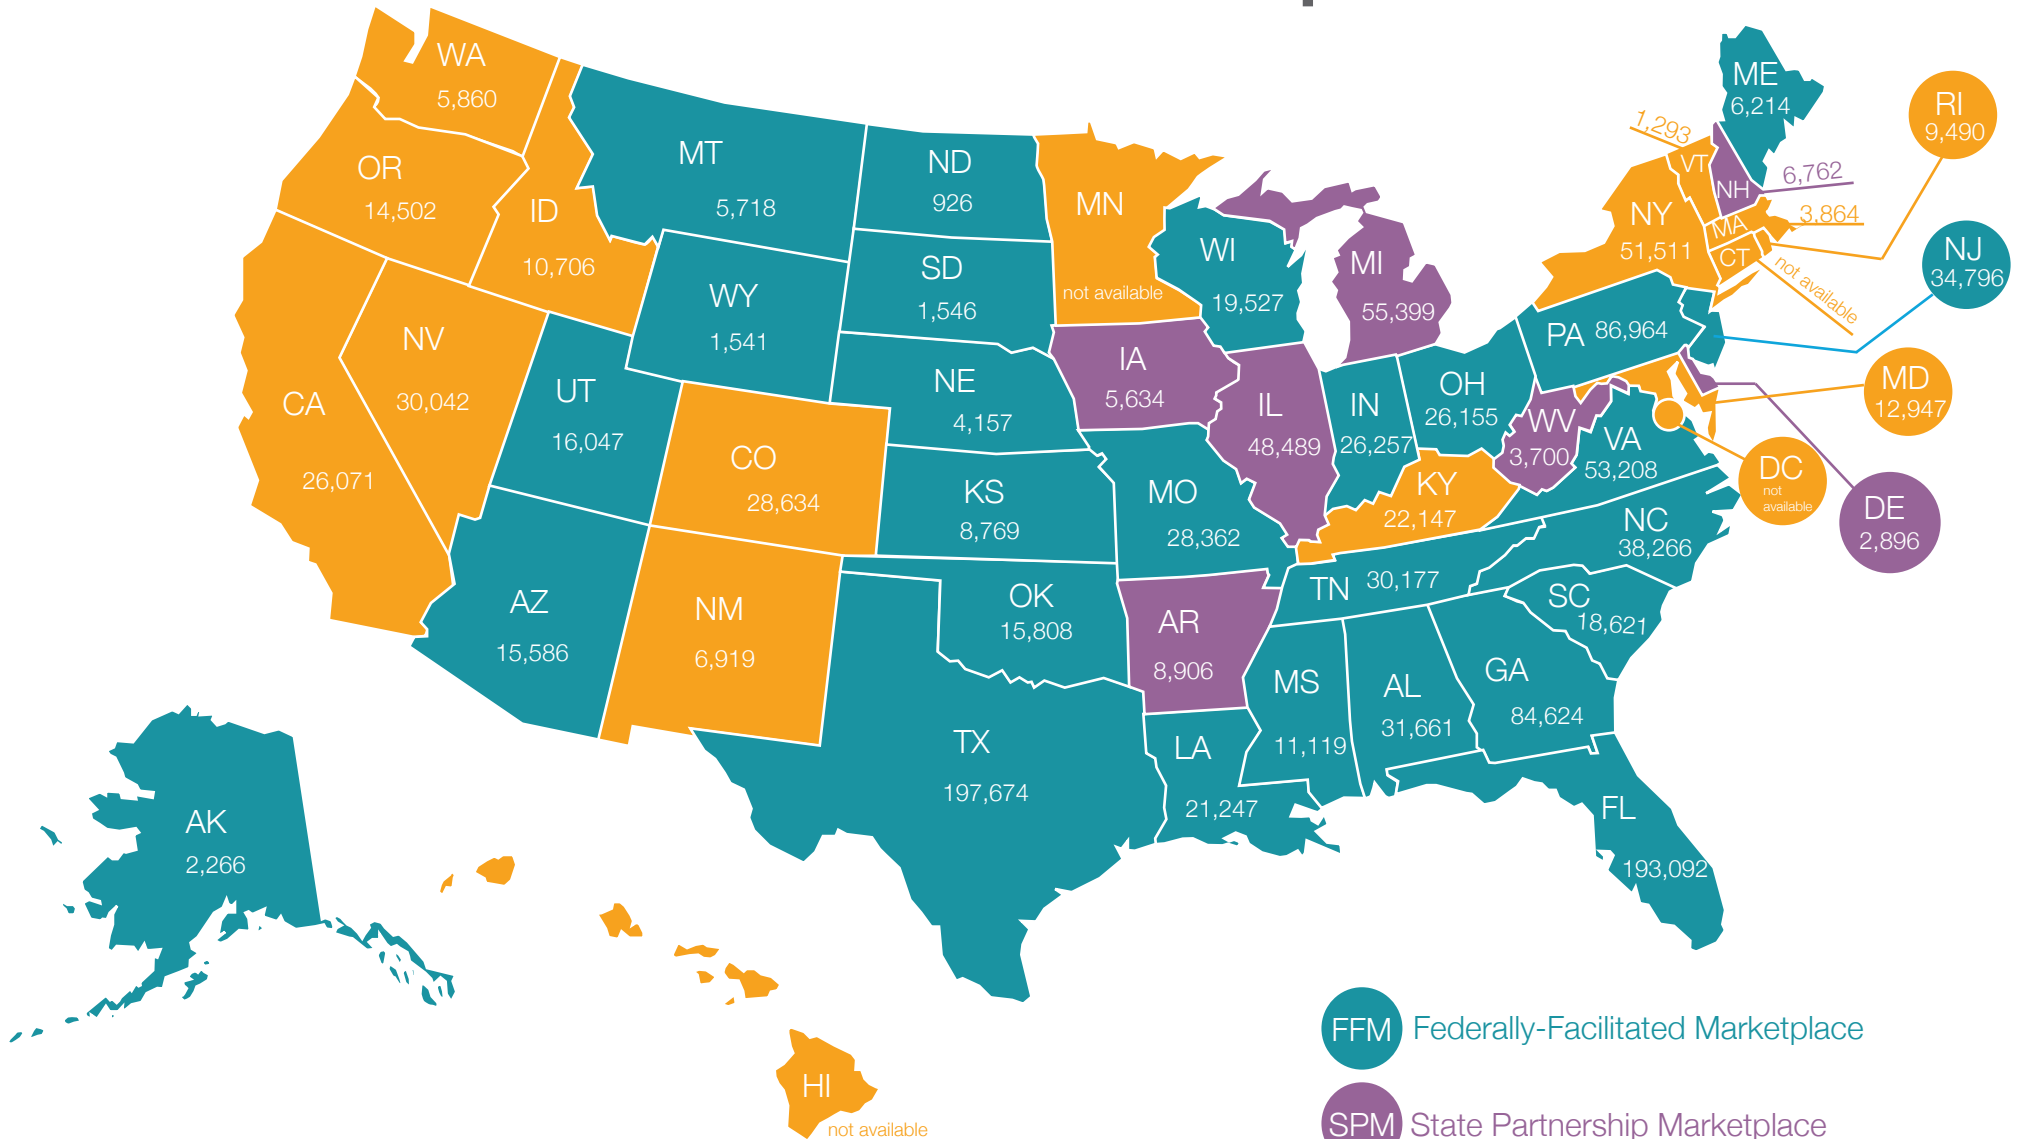 WA
5,860
OR
14,502
ID
10,706
MT
5,718
ND
926
MN
not available
SD
1,546
WY
1,541
NV
30,042
CA
26,071
UT
16,047
CO
28,634
NE
4,157
KS
8,769
IA
5,634
WI
19,527
MI
55,399
IL
48,489
IN
26,257
OH
26,155
PA 86,964
NY
51,511
1,293
VT
NH
6,762
ME
6,214
RI
9,490
MA
3,864
CT
not available
NJ
34,796
MD
12,947
DC
not
available
DE
2,896
WV
3,700
VA
53,208
KY
22,147
NC
38,266
TN 30,177
SC
18,621
MO
28,362
AZ
15,586
NM
6,919
OK
15,808
AR
8,906
MS
11,119
AL
31,661
GA
84,624
TX
197,674
LA
21,247
FL
193,092
AK
2,266
HI
not available
FFM Federally-Facilitated Marketplace
SPM State Partnership Marketplace